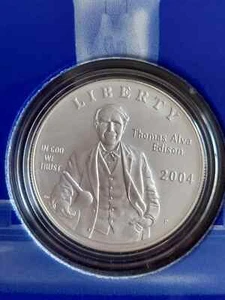 LIBERTY
Thomas Alva
Edison
IN GOD
WE
TRUST
2004
P